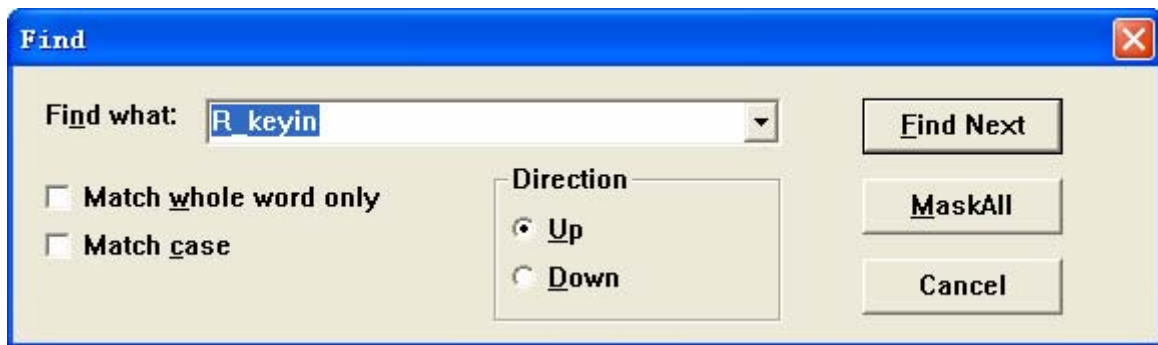 Find
Find what: R_keyin
Find Next
Match whole word only
Match case
Direction
Up
Down
MaskAll
Cancel